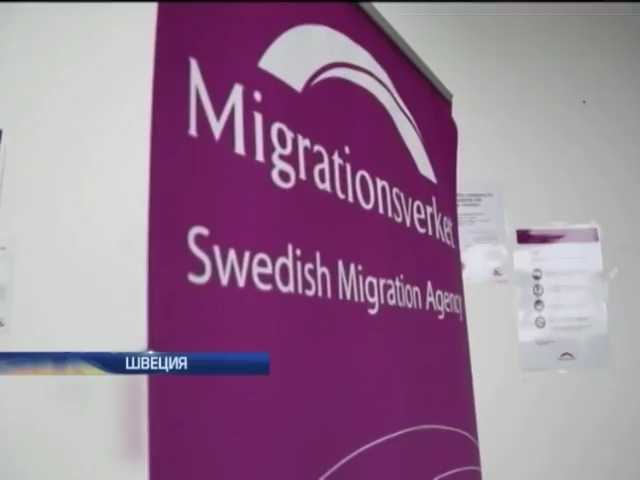 Migrationsverket
Swedish Migration Agency
ШВЕЦИЯ